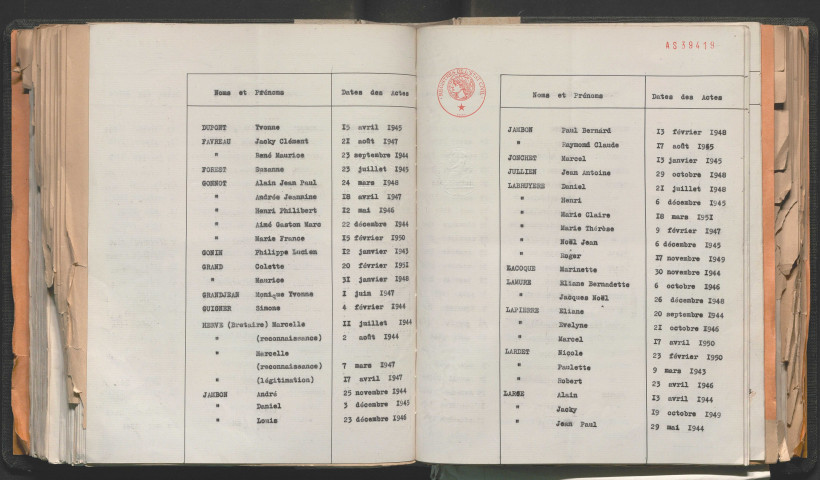 Noms et Prénoms Dates des Actes
DUPONT Yvonne 15 avril 1945
FAVREAU Jacky Clément 21 août 1947
" René Maurice 23 septembre 1944
FOREST Suzanne 23 juillet 1945
GONNOT Alain Jean Paul 24 mars 1948
" Andrée Jeannine 18 avril 1947
" Henri Philibert 12 mai 1946
" Aimé Gaston Marc 22 décembre 1944
" Marie France 15 février 1950
GONIN Philippe Lucien 12 janvier 1943
GRAND Colette 20 février 1951
" Maurice 31 janvier 1948
GRANDJEAN Monique Yvonne 1 juin 1947
GUIGNER Simone 4 février 1944
HERVE (Bretaire) Marcelle 11 juillet 1944
" (reconnaissance) 2 août 1944
" Marcelle
(reconnaissance) 7 mars 1947
" (légitimation) 17 avril 1947
JAMBON André 25 novembre 1944
" Daniel 3 décembre 1945
" Louis 23 décembre 1946
AS 39419
Noms et Prénoms Dates des Actes
JAMBON Paul Bernard 13 février 1948
" Raymond Claude 17 août 1945
JONCHET Marcel 13 janvier 1945
JULLIEN Jean Antoine 29 octobre 1948
LABRUYERE Daniel 21 juillet 1948
" Henri 6 décembre 1945
" Marie Claire 18 mars 1951
" Marie Thérèse 9 février 1947
" Noël Jean 6 décembre 1945
" Roger 17 novembre 1949
LACOQUE Marinette 30 novembre 1944
LAMURE Eliane Bernadette 6 octobre 1946
" Jacques Noël 26 décembre 1948
LAPIERRE Eliane 20 septembre 1944
" Evelyne 21 octobre 1946
" Marcel 17 avril 1950
LARDET Nicole 23 février 1950
" Paulette 9 mars 1943
" Robert 23 avril 1946
LARGE Alain 13 avril 1944
" Jacky 19 octobre 1949
" Jean Paul 29 mai 1944